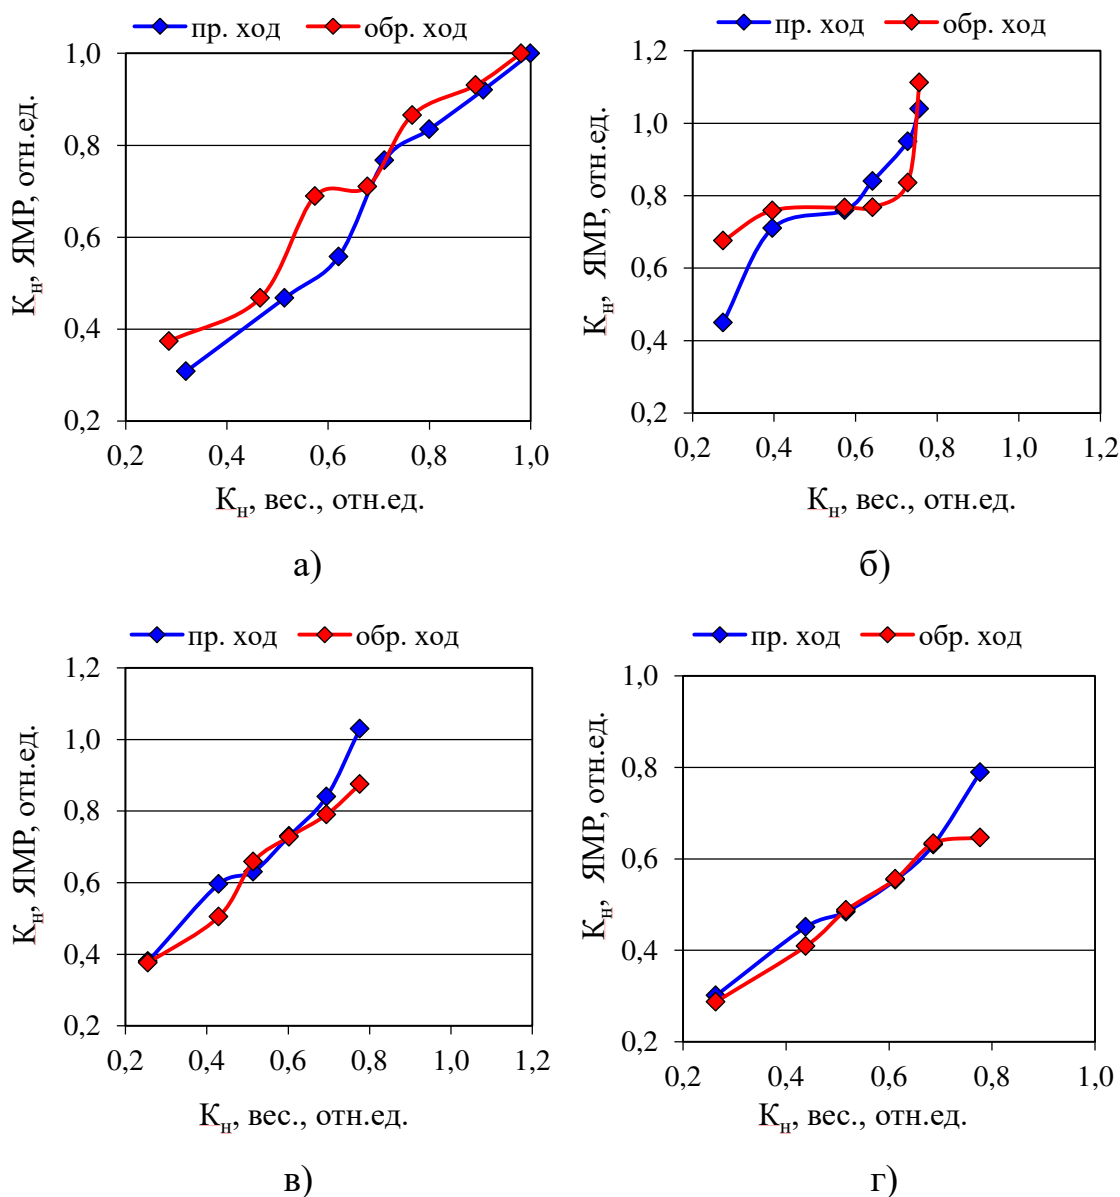 пр. ход обр. ход
1,0
0,8
0,6
0,4
0,2
0,2 0,4 0,6 0,8 1,0
Кн, ЯМР, отн.ед.
Кн, вес., отн.ед.
а)
пр. ход обр. ход
1,2
1,0
0,8
0,6
0,4
0,2
0,2 0,4 0,6 0,8 1,0 1,2
Кн, ЯМР, отн.ед.
Кн, вес., отн.ед.
б)
пр. ход обр. ход
1,2
1,0
0,8
0,6
0,4
0,2
0,2 0,4 0,6 0,8 1,0 1,2
Кн, ЯМР, отн.ед.
Кн, вес., отн.ед.
в)
пр. ход обр. ход
1,0
0,8
0,6
0,4
0,2
0,2 0,4 0,6 0,8 1,0
Кн, ЯМР, отн.ед.
Кн, вес., отн.ед.
г)